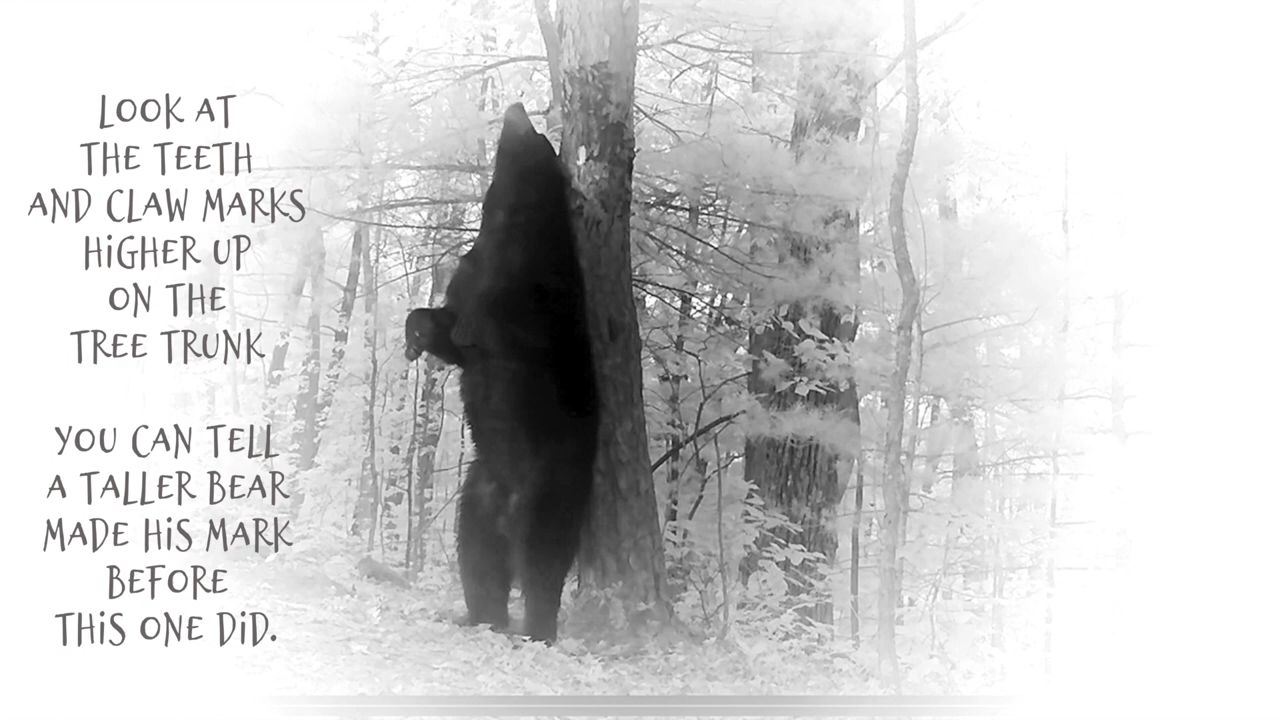 LOOK AT
THE TEETH
AND CLAW MARKS
HiGHER UP
ON THE
TREE TRUNK
YOU CAN TELL
A TALLER BEAR
MADE HiS MARK
BEFORE
THiS ONE DiD.